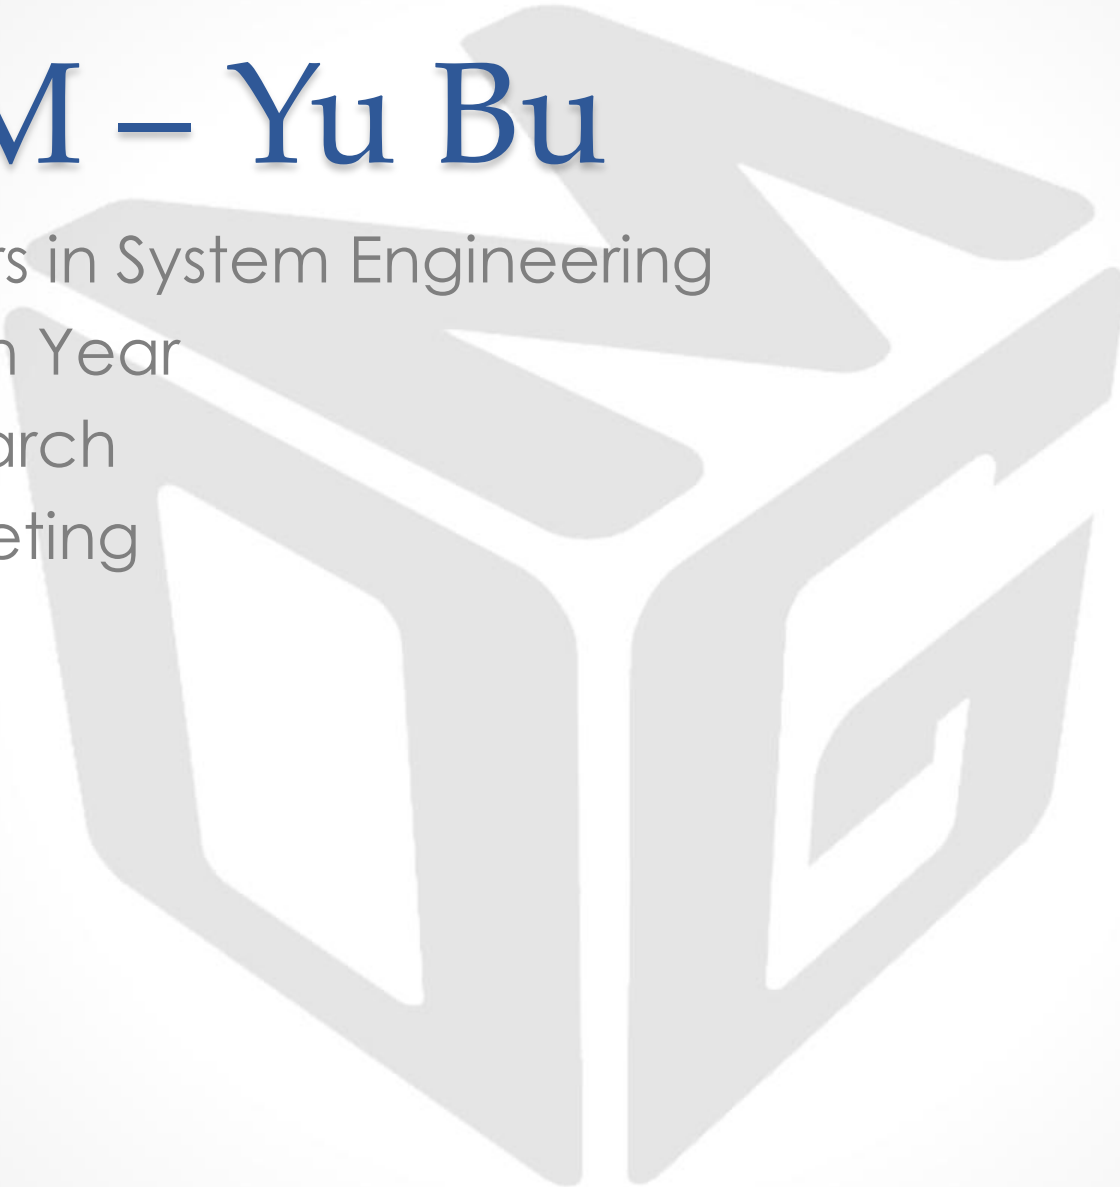 M – Yu Bu
rs in System Engineering
n Year
arch
eting